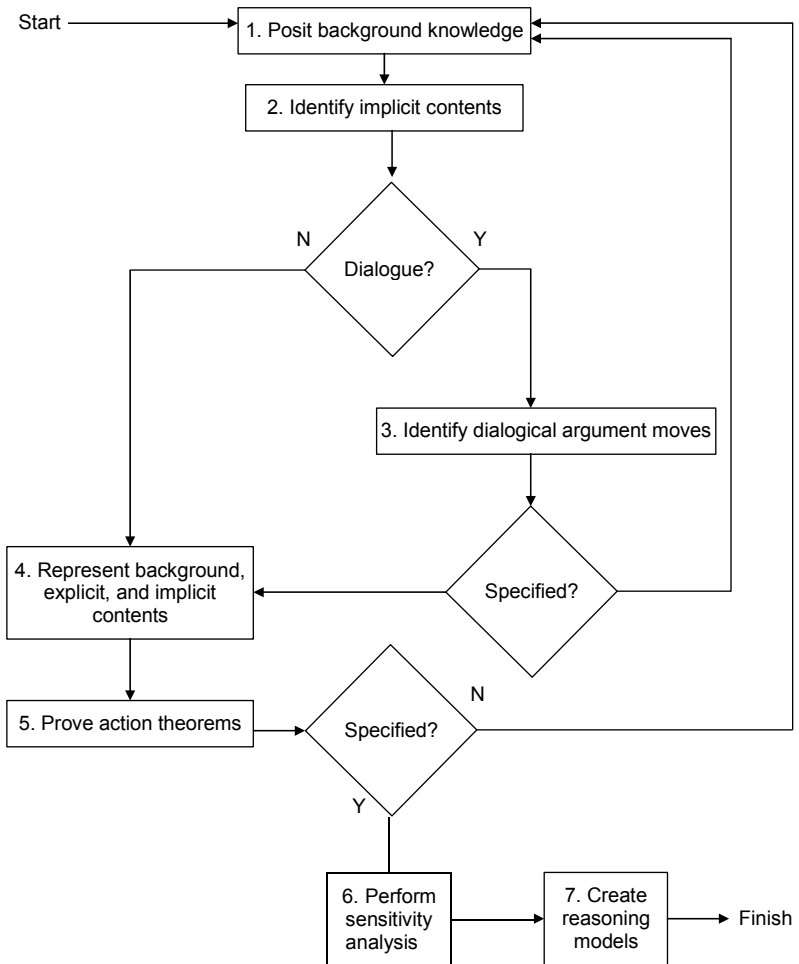 Start
1. Posit background knowledge
2. Identify implicit contents
N
Y
Dialogue?
3. Identify dialogical argument moves
4. Represent background,
explicit, and implicit
contents
Specified?
N
5. Prove action theorems
Specified?
Y
6. Perform
sensitivity
analysis
7. Create
reasoning
models
Finish